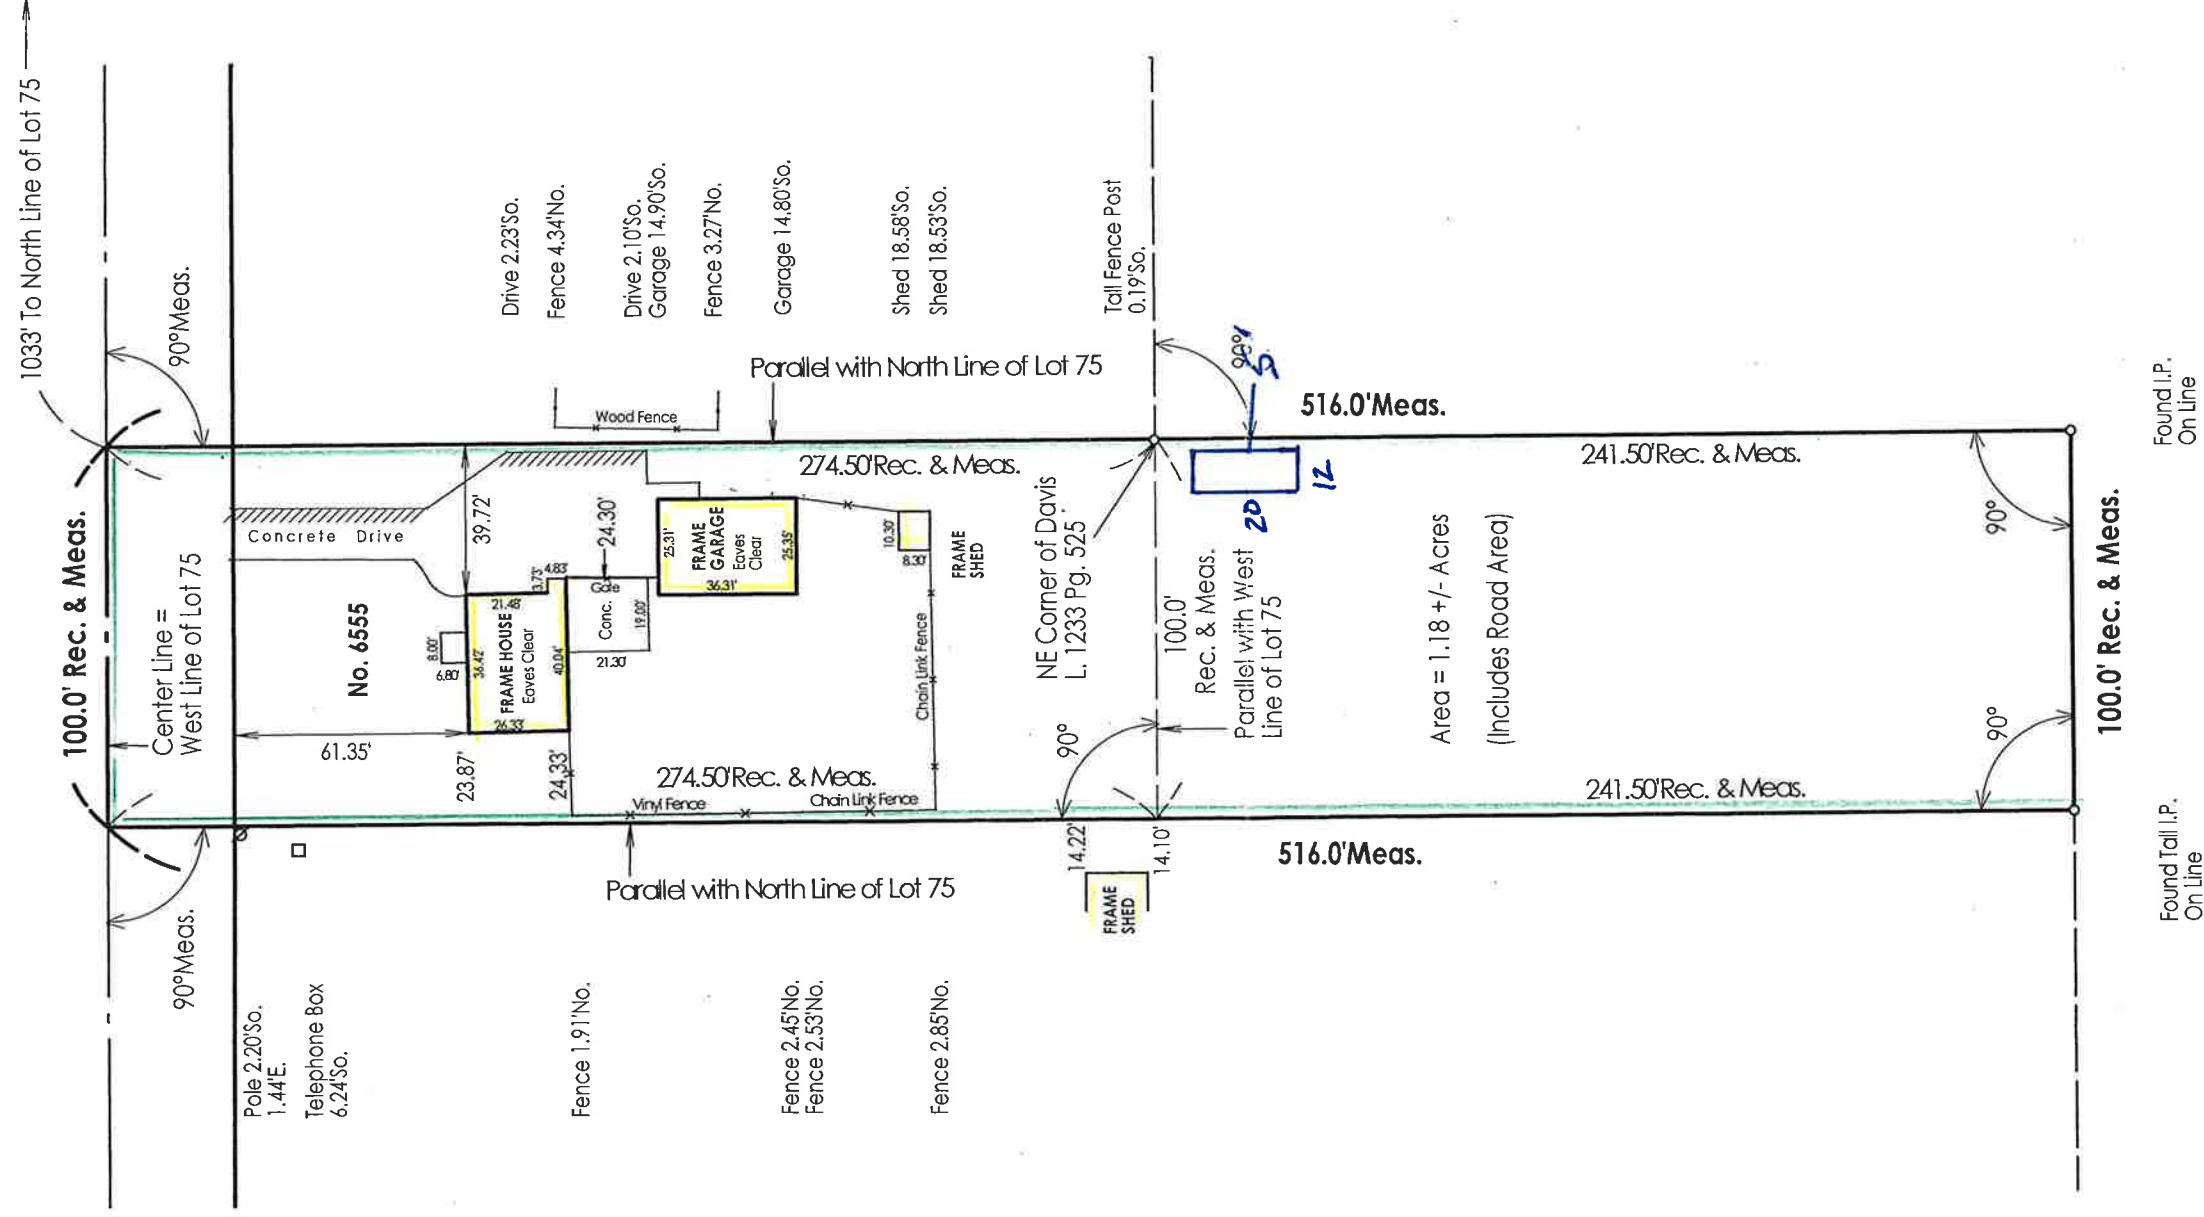 1033' To North Line of Lot 75
90°Meas.
100.0' Rec. & Meas.
Center Line =
West Line of Lot 75
90°Meas.
Pole 2.20'So.
1.44'E.
Telephone Box
6.24'So.
Concrete Drive
No. 6555
61.35'
39.72'
8.00'
6.80'
21.48'
3.73'
4.83'
36.42'
FRAME HOUSE
Eaves Clear
40.04'
26.33'
23.87'
24.33'
Gate
Conc.
19.00'
21.30'
24.30'
25.31'
FRAME
GARAGE
Eaves
Clear
25.35'
36.31'
10.30'
8.30'
FRAME
SHED
Chain Link Fence
Vinyl Fence
Chain Link Fence
274.50'Rec. & Meas.
Parallel with North Line of Lot 75
Fence 1.91'No.
Fence 2.45'No.
Fence 2.53'No.
Fence 2.85'No.
Drive 2.23'So.
Fence 4.34'No.
Drive 2.10'So.
Garage 14.90'So.
Fence 3.27'No.
Garage 14.80'So.
Shed 18.58'So.
Shed 18.53'So.
Wood Fence
Parallel with North Line of Lot 75
274.50'Rec. & Meas.
Tall Fence Post
0.19'So.
90°
5'
20
12
NE Corner of Davis
L. 1233 Pg. 525
100.0'
Rec. & Meas.
Parallel with West
Line of Lot 75
90°
14.22'
14.10'
FRAME
SHED
516.0'Meas.
241.50'Rec. & Meas.
Area = 1.18 +/- Acres
(Includes Road Area)
241.50'Rec. & Meas.
516.0'Meas.
90°
90°
100.0' Rec. & Meas.
Found I.P.
On Line
Found Tall I.P.
On Line